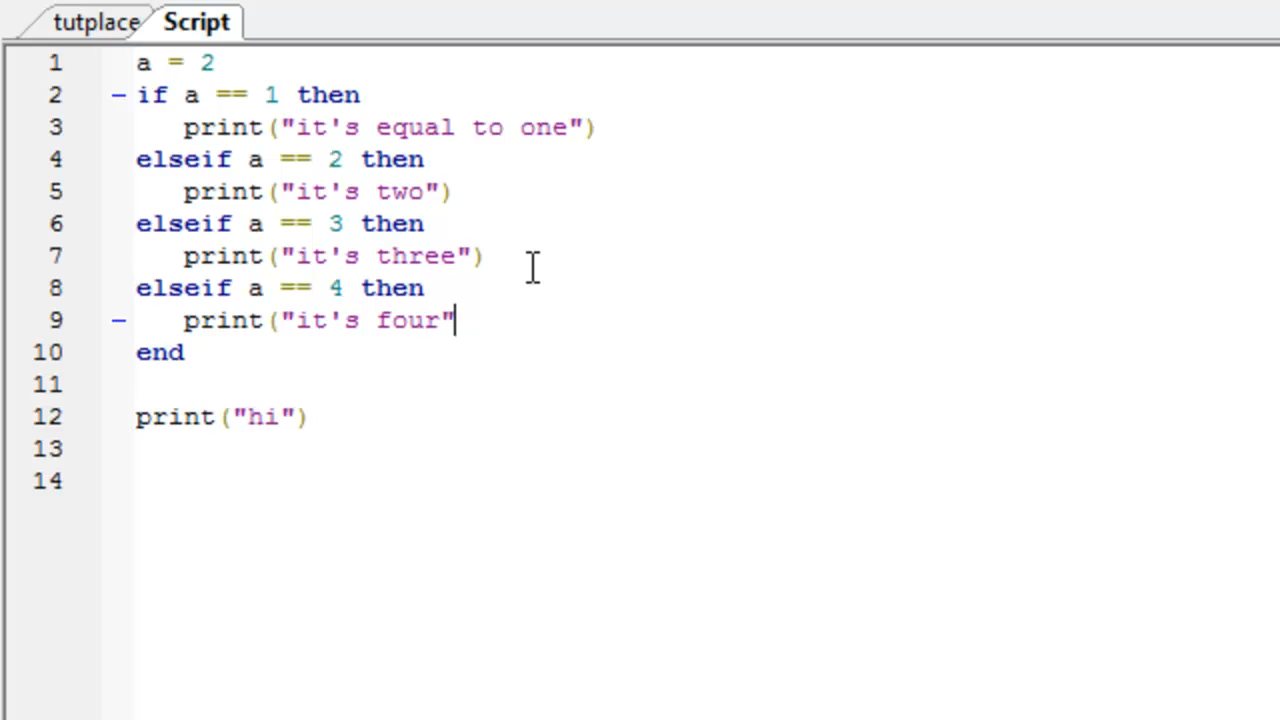 tutplace Script
1 a = 2
2 if a == 1 then
3 print("it's equal to one")
4 elseif a == 2 then
5 print("it's two")
6 elseif a == 3 then
7 print("it's three")
8 elseif a == 4 then
9 print("it's four"
10 end
11
12 print("hi")
13
14